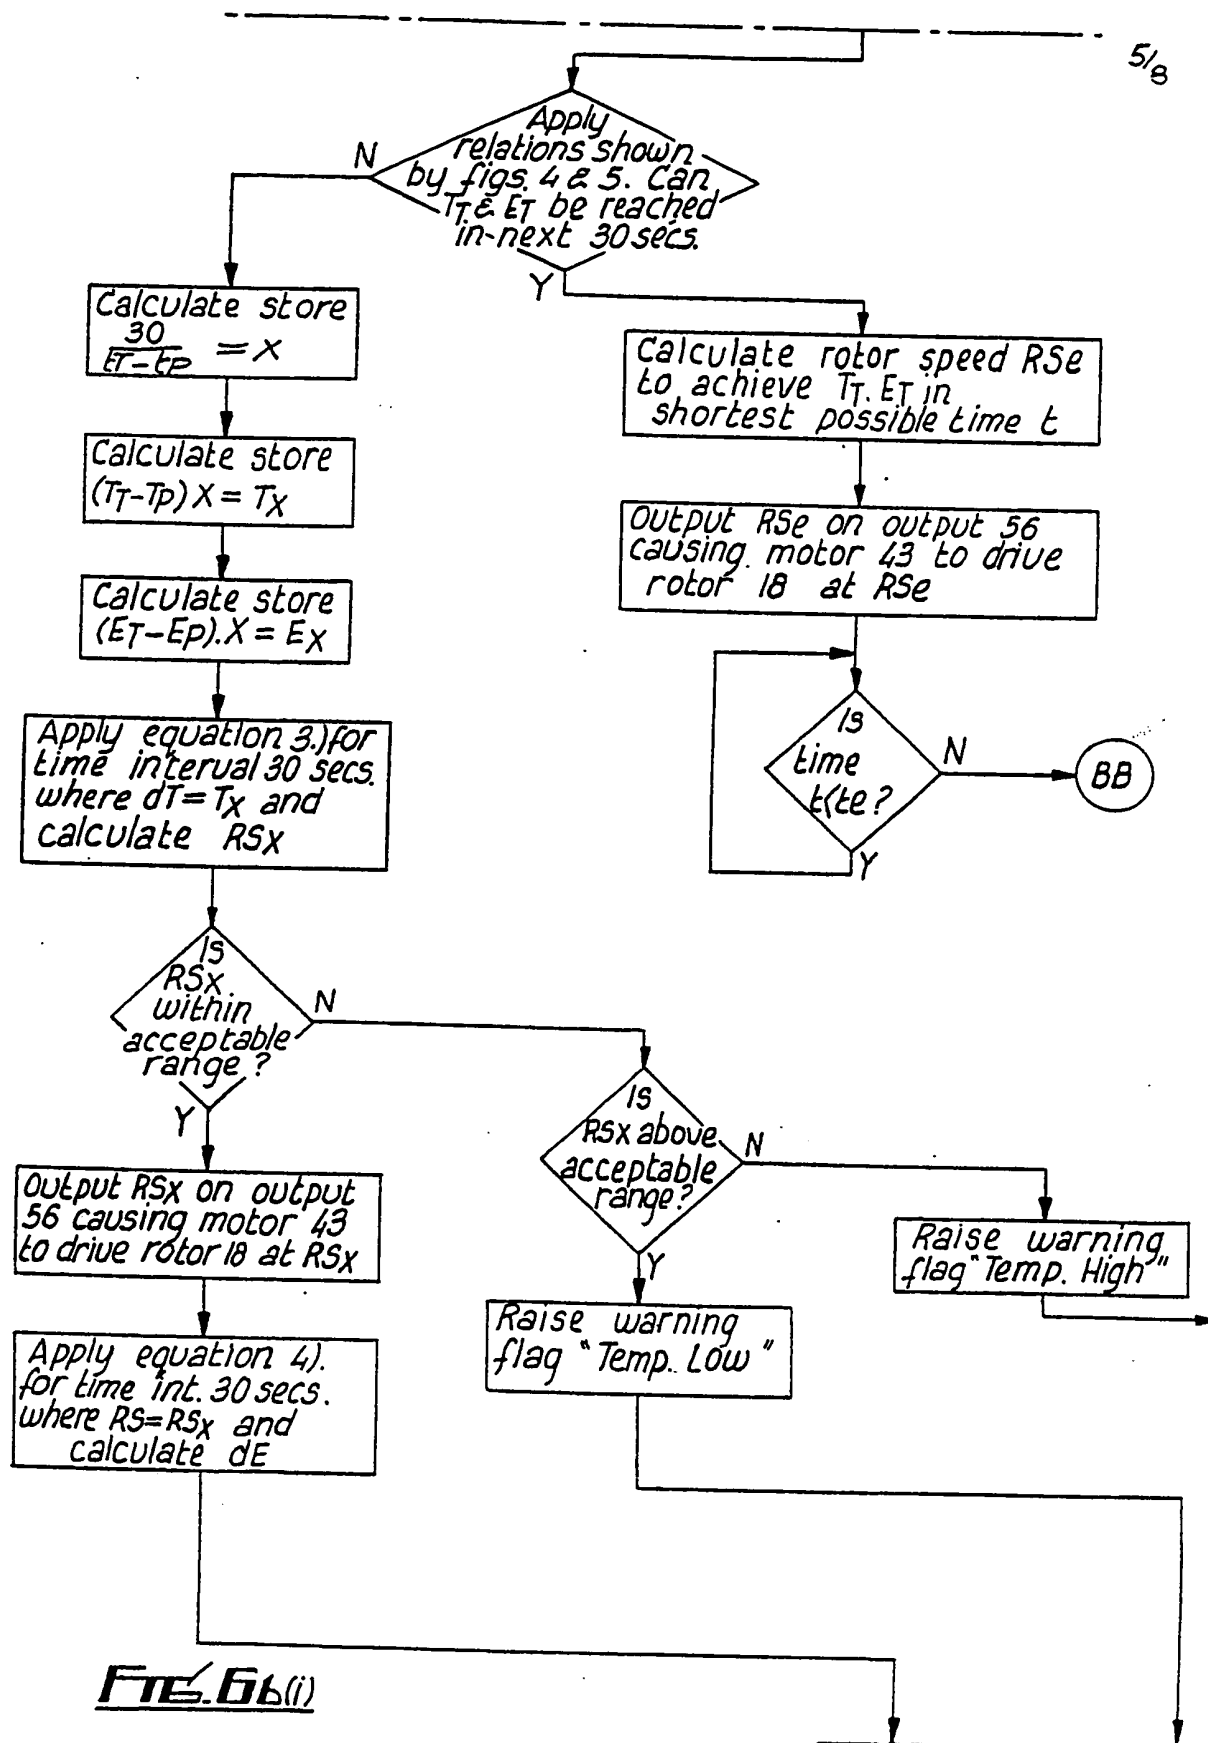 5/8
Apply
relations shown
by figs. 4 & 5. Can
TT & ET be reached
in next 30 secs.
N
Y
Calculate store
30
tT-tp = X
Calculate rotor speed RSe
to achieve TT. ET in
shortest possible time t
Calculate store
(TT-Tp) X = TX
Output RSe on output 56
causing motor 43 to drive
rotor 18 at RSe
Calculate store
(ET-Ep).X = EX
Apply equation 3.) for
time interval 30 secs.
where dT=TX and
calculate RSX
Is
time
t<te?
N
BB
Y
Is
RSX
within
acceptable
range?
N
Y
Is
RSX above
acceptable
range?
N
Y
Output RSX on output
56 causing motor 43
to drive rotor 18 at RSX
Raise warning
flag "Temp. High"
Raise warning
flag "Temp. Low"
Apply equation 4).
for time int. 30 secs.
where RS=RSX and
calculate dE
FIG. 6b(i)